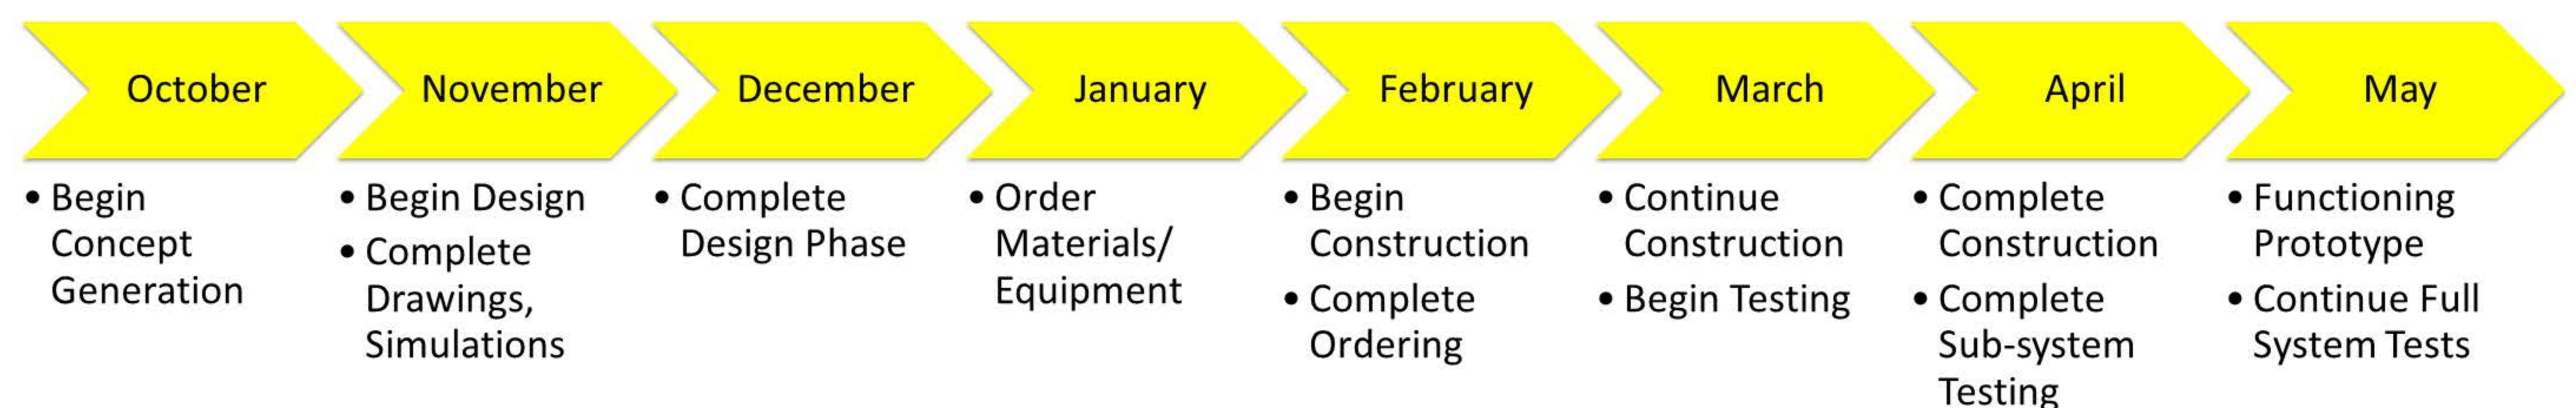 October
• Begin
Concept
Generation
November
• Begin Design
• Complete
Drawings,
Simulations
December
• Complete
Design Phase
January
• Order
Materials/
Equipment
February
• Begin
Construction
• Complete
Ordering
March
• Continue
Construction
• Begin Testing
April
• Complete
Construction
• Complete
Sub-system
Testing
May
• Functioning
Prototype
• Continue Full
System Tests